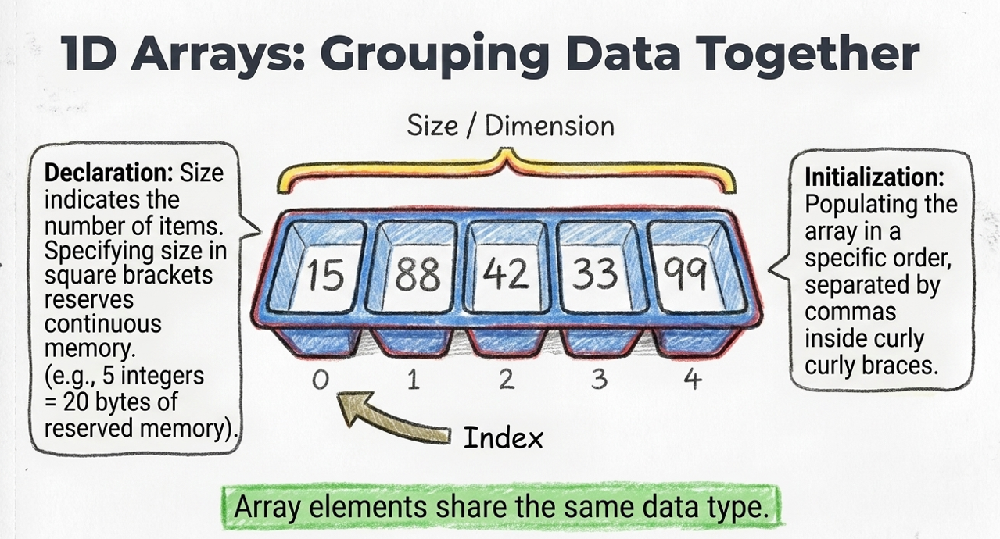 1D Arrays: Grouping Data Together
Size / Dimension
Declaration: Size
indicates the
number of items.
Specifying size in
square brackets
reserves
continuous
memory.
(e.g., 5 integers
= 20 bytes of
reserved memory).
15 88 42 33 99
0 1 2 3 4
Index
Initialization:
Populating the
array in a
specific order,
separated by
commas
inside curly
curly braces.
Array elements share the same data type.